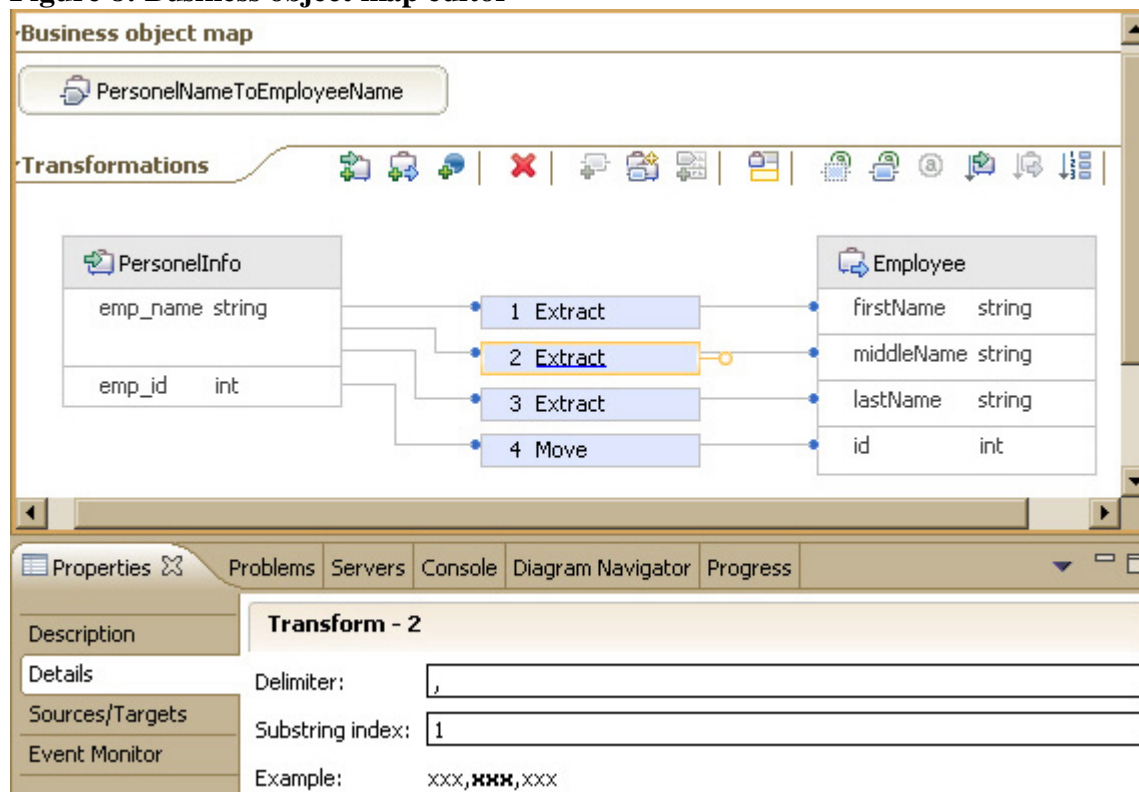 Business object map
PersonelNameToEmployeeName
Transformations
PersonelInfo
emp_name string
emp_id int
1 Extract
2 Extract
3 Extract
4 Move
Employee
firstName string
middleName string
lastName string
id int
Properties Problems Servers Console Diagram Navigator Progress
Description
Details
Sources/Targets
Event Monitor
Transform - 2
Delimiter: ,
Substring index: 1
Example: xxx,xxx,xxx